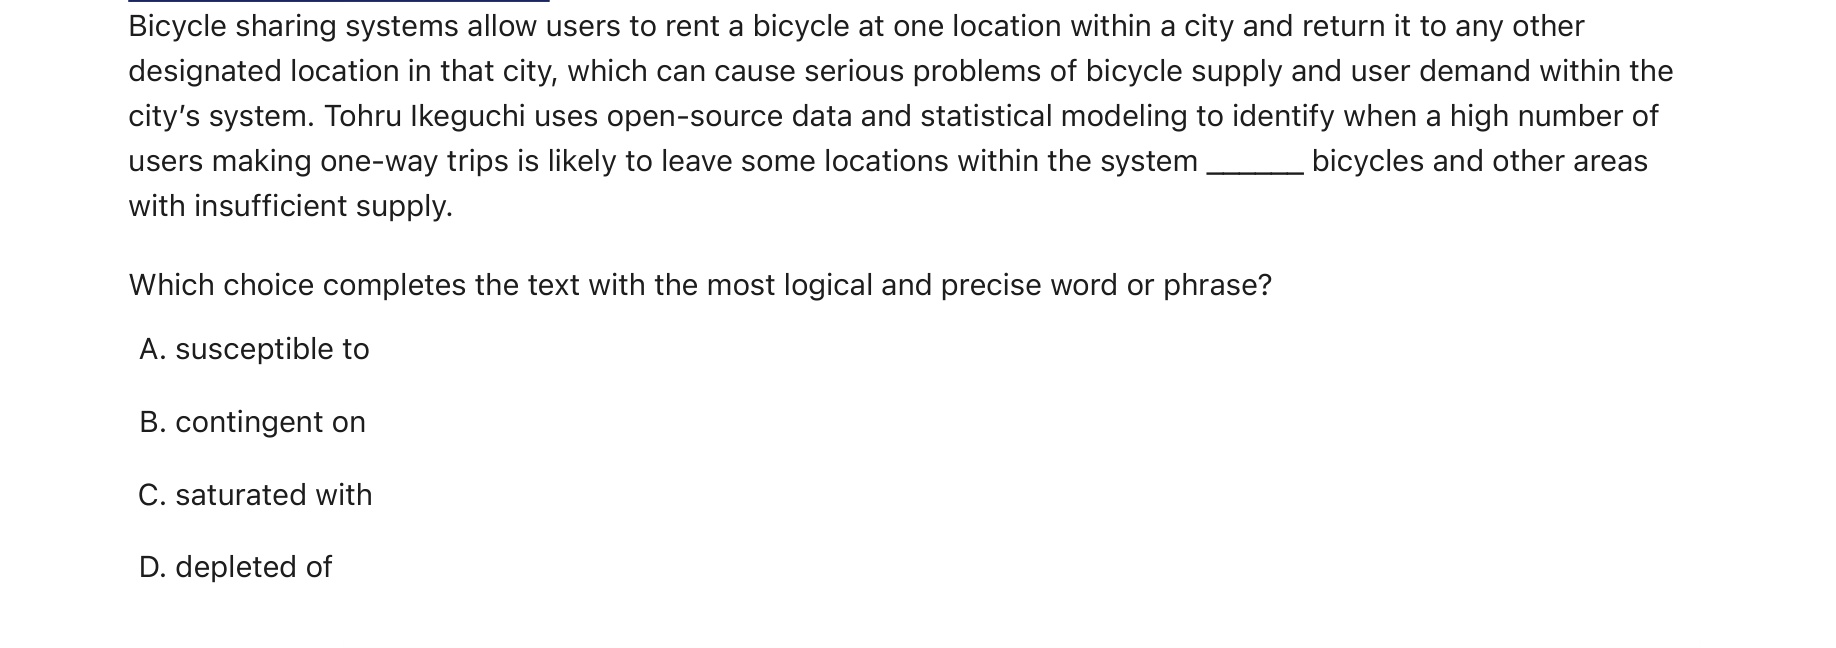 Bicycle sharing systems allow users to rent a bicycle at one location within a city and return it to any other
designated location in that city, which can cause serious problems of bicycle supply and user demand within the
city’s system. Tohru Ikeguchi uses open-source data and statistical modeling to identify when a high number of
users making one-way trips is likely to leave some locations within the system ______ bicycles and other areas
with insufficient supply.
Which choice completes the text with the most logical and precise word or phrase?
A. susceptible to
B. contingent on
C. saturated with
D. depleted of